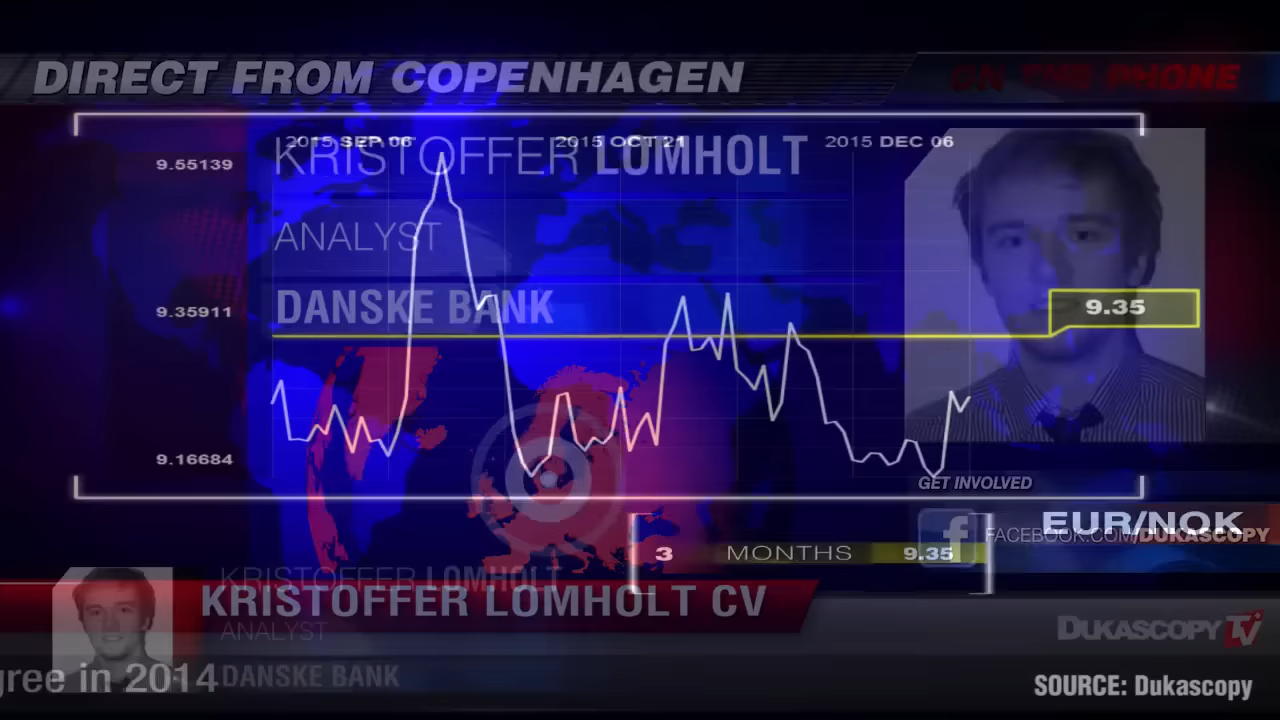 DIRECT FROM COPENHAGEN
ON THE PHONE
2015 SEP 06
2015 OCT 21
2015 DEC 06
9.55139
KRISTOFFER LOMHOLT
ANALYST
DANSKE BANK
9.35911
9.35
9.16684
GET INVOLVED
EUR/NOK
FACEBOOK.COM/DUKASCOPY
3 MONTHS 9.35
KRISTOFFER LOMHOLT
KRISTOFFER LOMHOLT CV
ANALYST
DUKASCOPY TV
DANSKE BANK
gree in 2014
SOURCE: Dukascopy